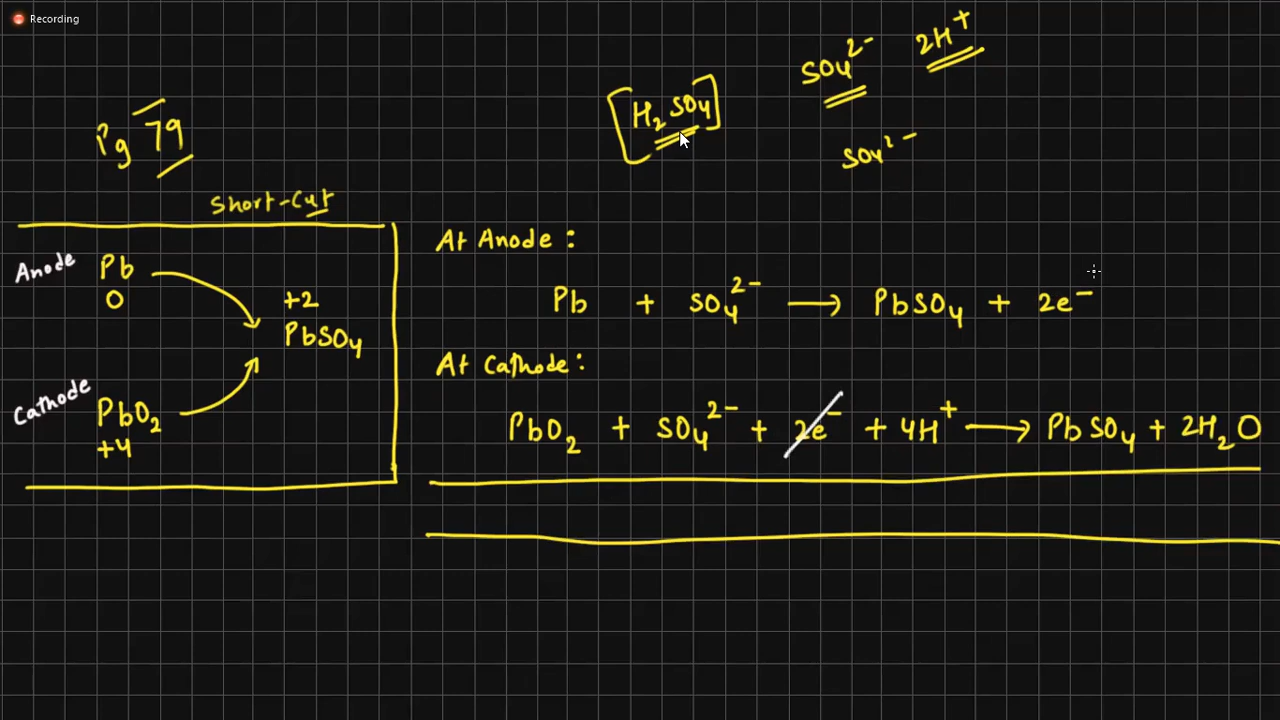 Recording
SO4^2- 2H^+
[H2SO4]
SO4^2-
Pg 79
Short-Cut
Anode Pb
0
+2
PbSO4
Cathode PbO2
+4
At Anode :
Pb + SO4^2- → PbSO4 + 2e^-
At Cathode :
PbO2 + SO4^2- + 2e^- + 4H^+ → PbSO4 + 2H2O